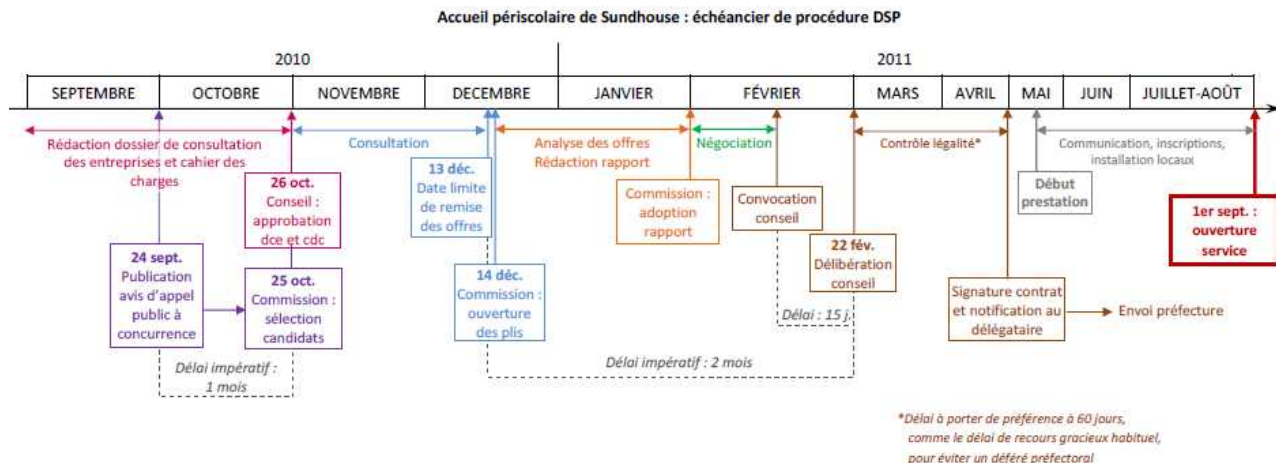 Accueil périscolaire de Sundhouse : échéancier de procédure DSP
2010
2011
SEPTEMBRE
OCTOBRE
NOVEMBRE
DECEMBRE
JANVIER
FÉVRIER
MARS
AVRIL
MAI
JUIN
JUILLET-AOÛT
Rédaction dossier de consultation
des entreprises et cahier des
charges
Consultation
Analyse des offres
Rédaction rapport
Négociation
Contrôle légalité*
Communication, inscriptions,
installation locaux
26 oct.
Conseil :
approbation
dce et cdc
13 déc.
Date limite
de remise
des offres
Commission :
adoption
rapport
Convocation
conseil
Début
prestation
1er sept. :
ouverture
service
24 sept.
Publication
avis d'appel
public à
concurrence
25 oct.
Commission :
sélection
candidats
14 déc.
Commission :
ouverture
des plis
22 fév.
Délibération
conseil
Signature contrat
et notification au
délégataire
Envoi préfecture
Délai : 15 j.
Délai impératif :
1 mois
Délai impératif : 2 mois
*Délai à porter de préférence à 60 jours,
comme le délai de recours gracieux habituel,
pour éviter un déféré préfectoral